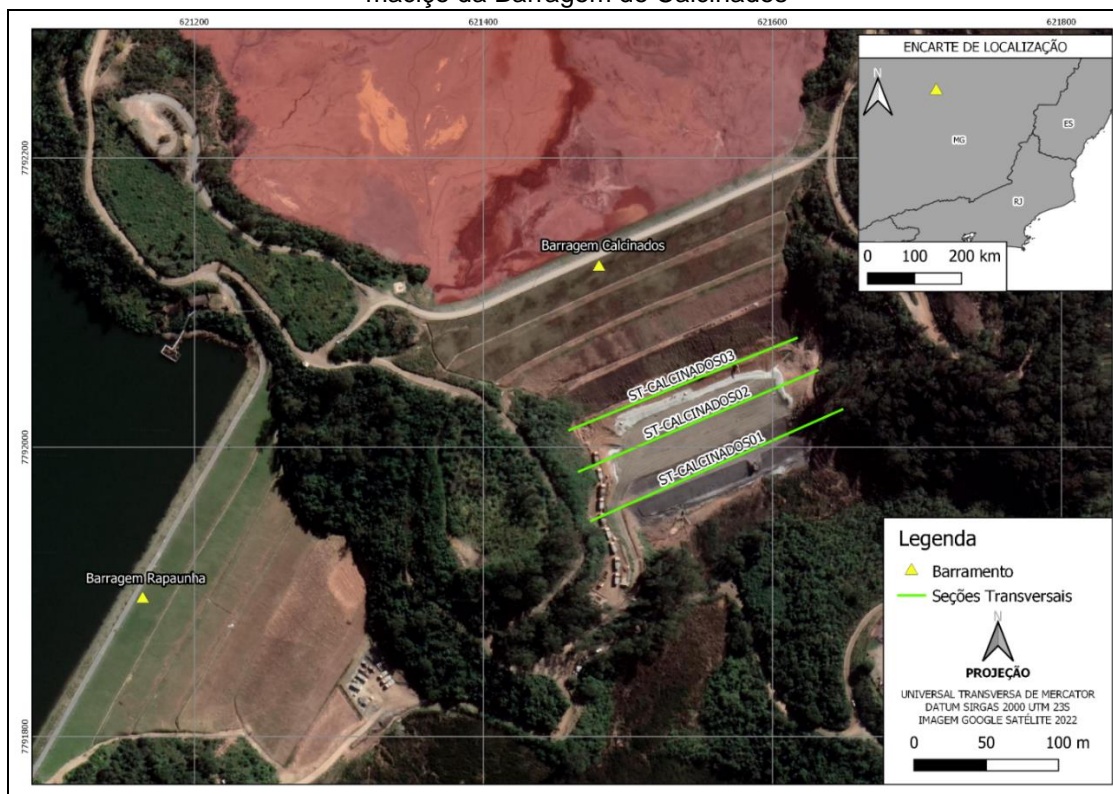 maciço da Barragem de Calcinados
621200 621400 621600 621800
7792200
7792000
7791800
ENCARTE DE LOCALIZAÇÃO
N
MG
ES
RJ
0 100 200 km
Barragem Calcinados
ST-CALCINADOS03
ST-CALCINADOS02
ST-CALCINADOS01
Barragem Rapaunha
Legenda
Barramento
Seções Transversais
N
PROJEÇÃO
UNIVERSAL TRANSVERSA DE MERCATOR
DATUM SIRGAS 2000 UTM 23S
IMAGEM GOOGLE SATÉLITE 2022
0 50 100 m